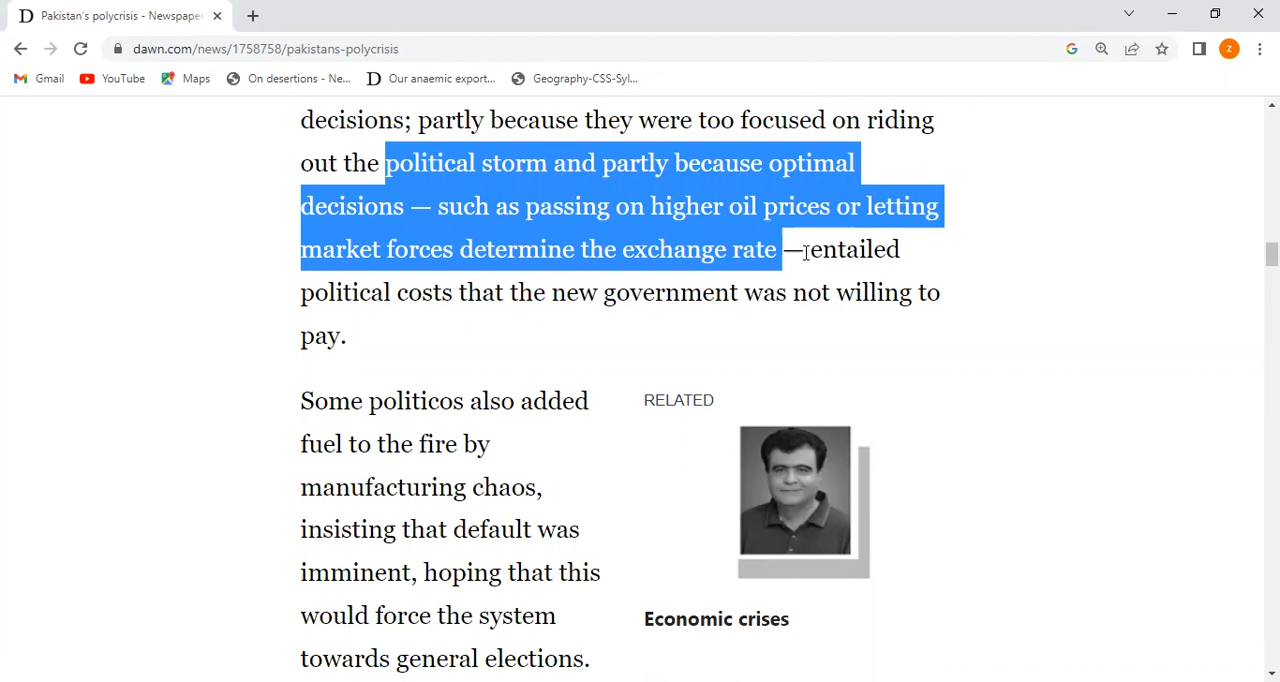 D Pakistan's polycrisis - Newspaper
dawn.com/news/1758758/pakistans-polycrisis
Z
Gmail YouTube Maps On desertions - Ne... D Our anaemic export... Geography-CSS-Syl...
decisions; partly because they were too focused on riding
out the political storm and partly because optimal
decisions — such as passing on higher oil prices or letting
market forces determine the exchange rate — entailed
political costs that the new government was not willing to
pay.
Some politicos also added
fuel to the fire by
manufacturing chaos,
insisting that default was
imminent, hoping that this
would force the system
towards general elections.
RELATED
Economic crises